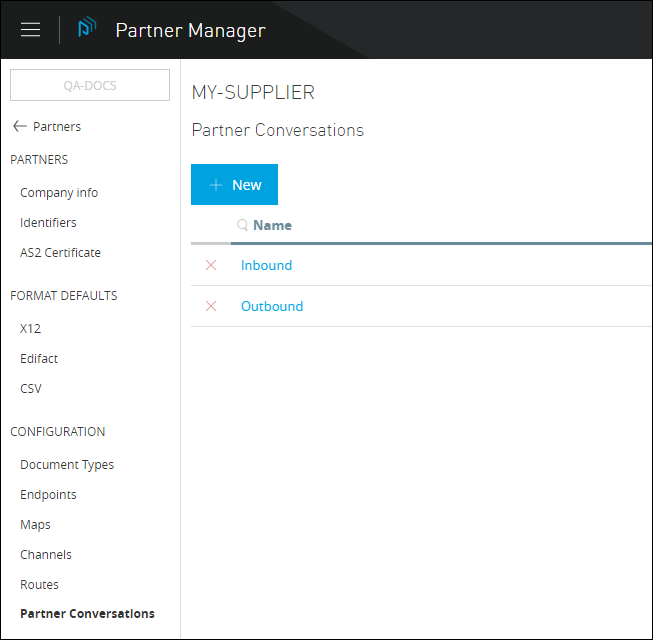 Partner Manager
QA-DOCS
Partners
PARTNERS
Company info
Identifiers
AS2 Certificate
FORMAT DEFAULTS
X12
Edifact
CSV
CONFIGURATION
Document Types
Endpoints
Maps
Channels
Routes
Partner Conversations
MY-SUPPLIER
Partner Conversations
New
Name
Inbound
Outbound